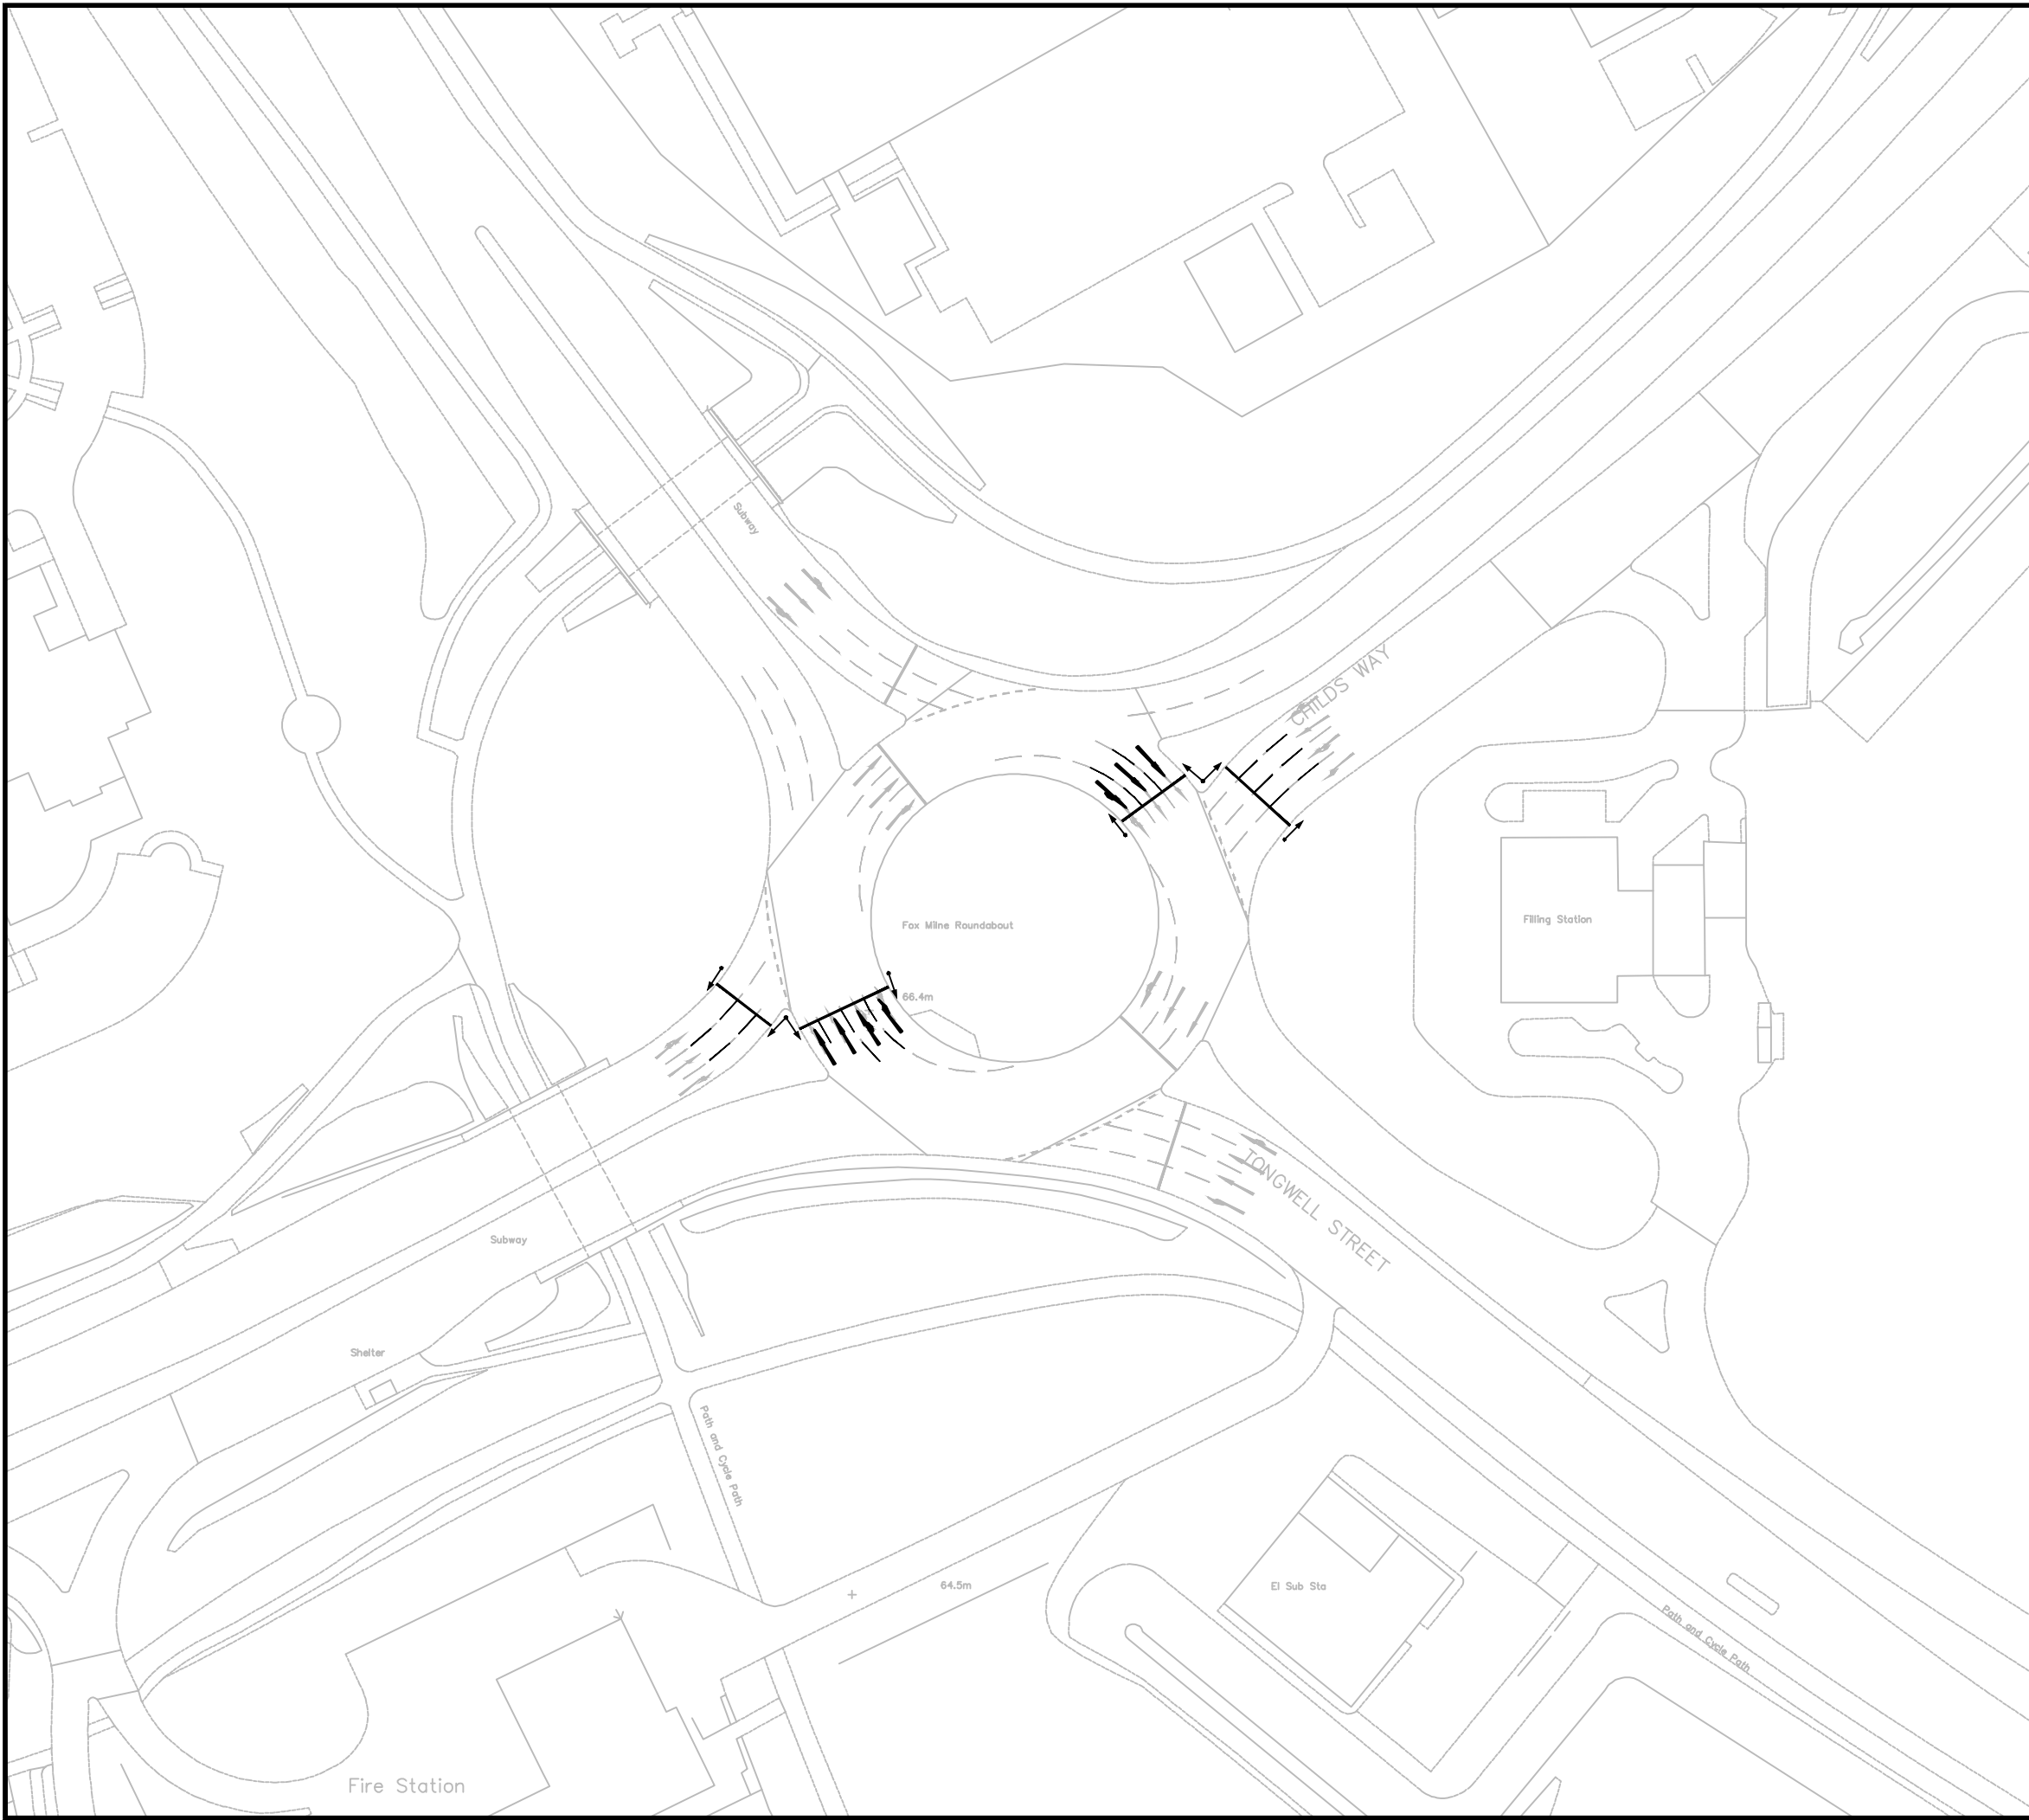 Subway
CHILDS WAY
Filling Station
Fox Milne Roundabout
66.4m
TONGWELL STREET
Subway
Shelter
Path and Cycle Path
64.5m
El Sub Sta
Path and Cycle Path
Fire Station